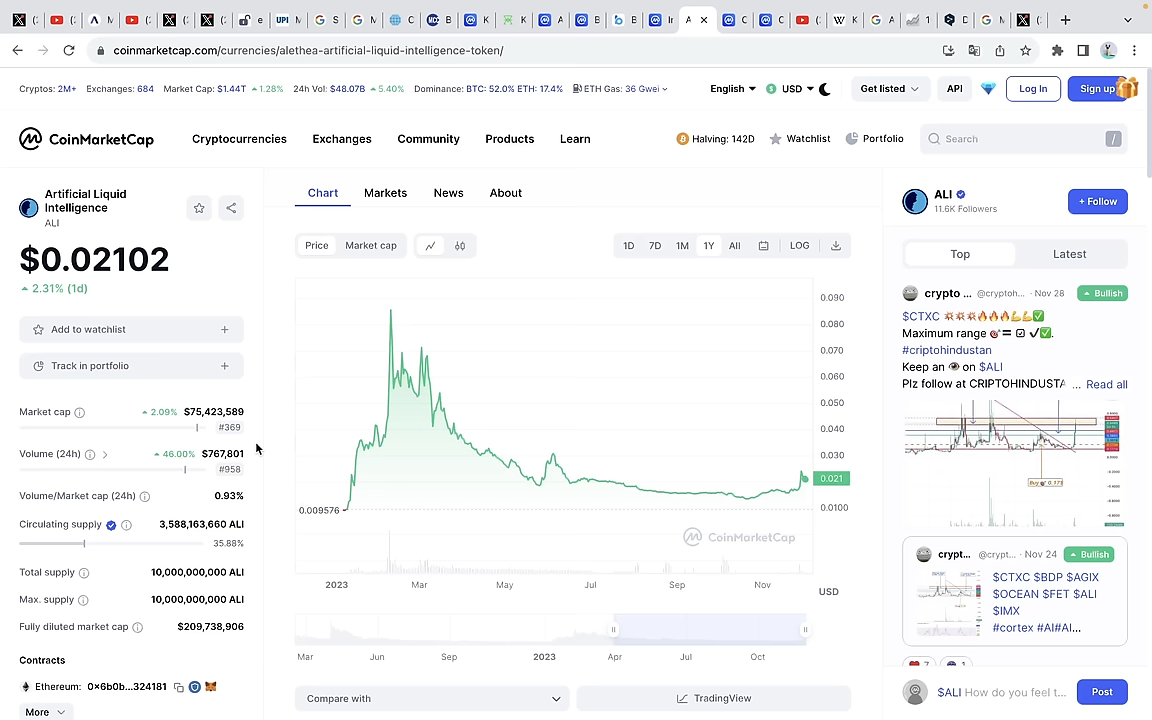 coinmarketcap.com/currencies/alethea-artificial-liquid-intelligence-token/
Cryptos: 2M+ Exchanges: 684 Market Cap: $1.44T 1.28% 24h Vol: $48.07B 5.40% Dominance: BTC: 52.0% ETH: 17.4% ETH Gas: 36 Gwei
English USD Get listed API Log In Sign up
CoinMarketCap Cryptocurrencies Exchanges Community Products Learn
Halving: 142D Watchlist Portfolio Search /
Artificial Liquid
Intelligence
ALI
$0.02102
2.31% (1d)
Add to watchlist +
Track in portfolio +
Market cap 2.09% $75,423,589
#369
Volume (24h) 46.00% $767,801
#958
Volume/Market cap (24h) 0.93%
Circulating supply 3,588,163,660 ALI
35.88%
Total supply 10,000,000,000 ALI
Max. supply 10,000,000,000 ALI
Fully diluted market cap $209,738,906
Contracts
Ethereum: 0x6b0b...324181
More
Chart Markets News About
Price Market cap
1D 7D 1M 1Y All LOG
0.090
0.080
0.070
0.060
0.050
0.040
0.030
0.021
0.0100
0.009576
CoinMarketCap
2023 Mar May Jul Sep Nov USD
Mar Jun Sep 2023 Apr Jul Oct
Compare with TradingView
ALI
11.6K Followers
+ Follow
Top Latest
crypto ... @cryptoh... · Nov 28 Bullish
$CTXC 💥💥💥🔥🔥🔥💪💪✅
Maximum range 🎯= ☑ ✔✅.
#criptohindustan
Keep an 👁 on $ALI
Plz follow at CRIPTOHINDUSTA ... Read all
crypt... @crypt... · Nov 24 Bullish
$CTXC $BDP $AGIX
$OCEAN $FET $ALI
$IMX
#cortex #AI#AI...
7 1
$ALI How do you feel t... Post